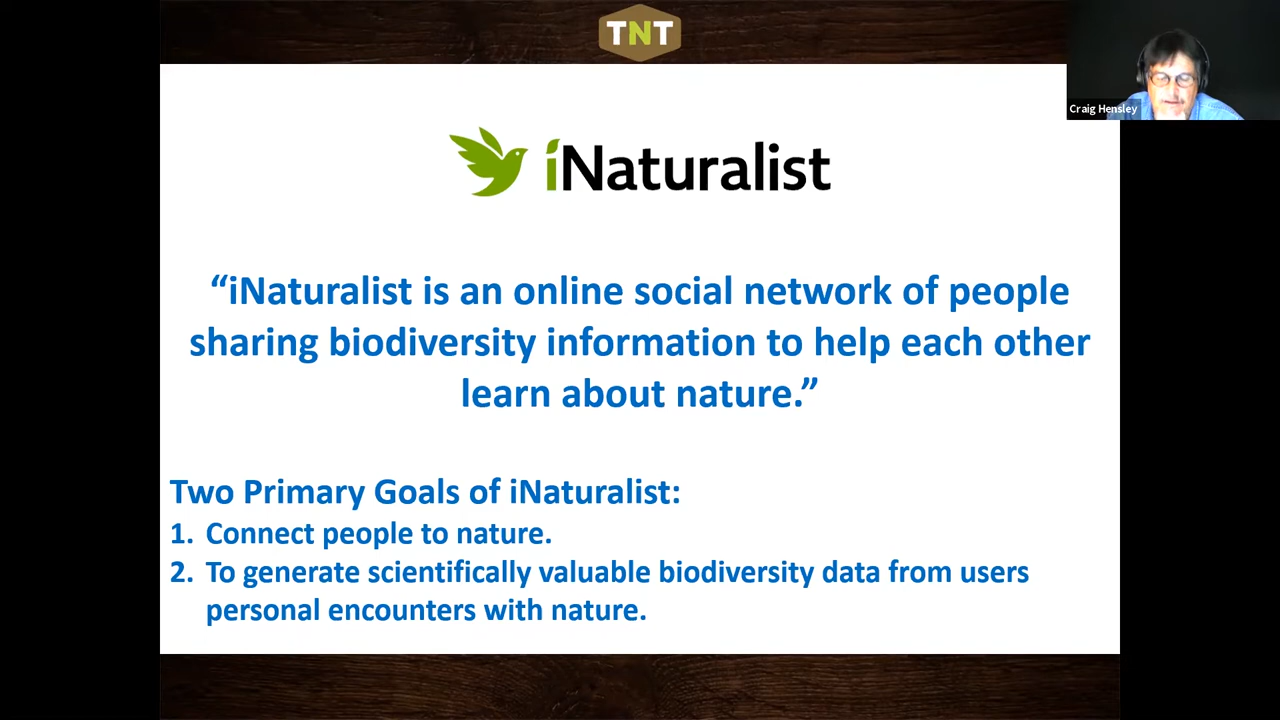 TNT
Craig Hensley
iNaturalist
“iNaturalist is an online social network of people
sharing biodiversity information to help each other
learn about nature.”
Two Primary Goals of iNaturalist:
1. Connect people to nature.
2. To generate scientifically valuable biodiversity data from users
personal encounters with nature.